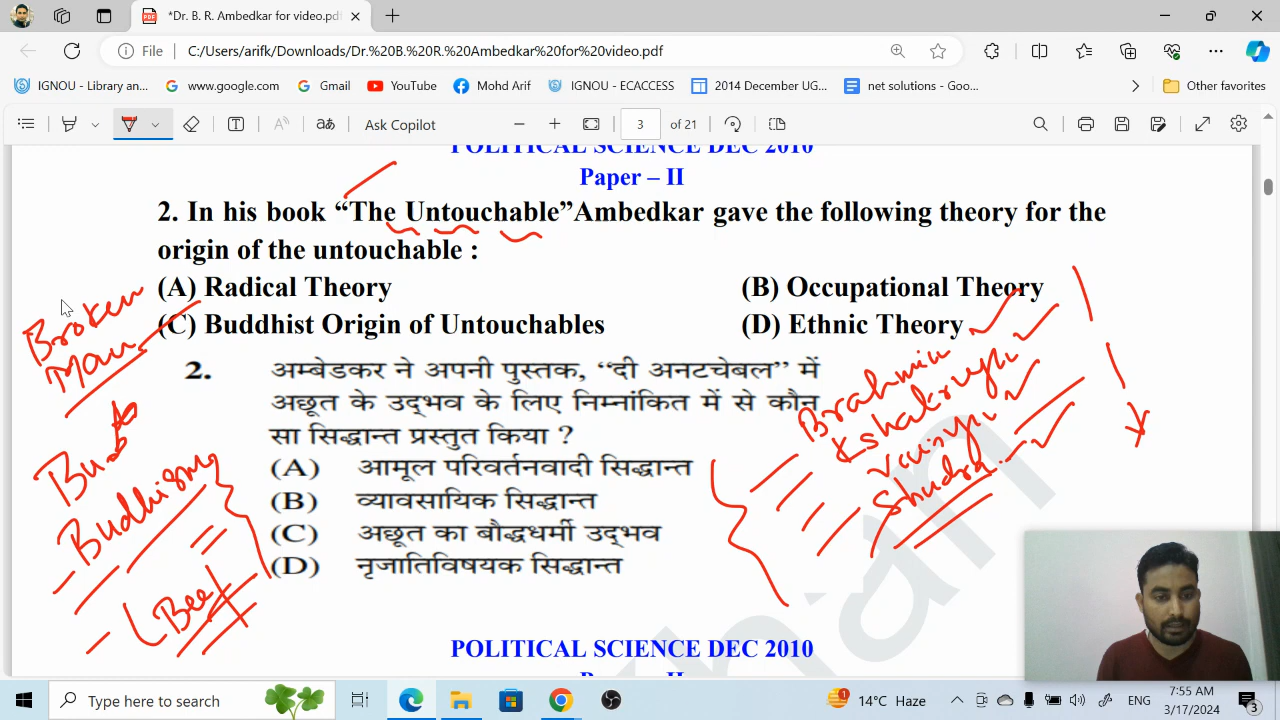 *Dr. B. R. Ambedkar for video.pdf
File C:/Users/arifk/Downloads/Dr.%20B.%20R.%20Ambedkar%20for%20video.pdf
IGNOU - Library an... www.google.com Gmail YouTube Mohd Arif IGNOU - ECACCESS 2014 December UG... net solutions - Goo... Other favorites
Ask Copilot 3 of 21
POLITICAL SCIENCE DEC 2010
Paper – II
2. In his book “The Untouchable”Ambedkar gave the following theory for the
origin of the untouchable :
(A) Radical Theory (B) Occupational Theory
(C) Buddhist Origin of Untouchables (D) Ethnic Theory
Broken
Man
2. अम्बेडकर ने अपनी पुस्तक, “दी अनटचेबल” में
अछूत के उद्‌भव के लिए निम्नांकित में से कौन
सा सिद्धान्त प्रस्तुत किया ?
(A) आमूल परिवर्तनवादी सिद्धान्त
(B) व्यावसायिक सिद्धान्त
(C) अछूत का बौद्धधर्मी उद्‌भव
(D) नृजातिविषयक सिद्धान्त
Budhism
Beef
Brahmin
Shudra
POLITICAL SCIENCE DEC 2010
Type here to search
14°C Haze ENG 7:55 AM
3/17/2024 3